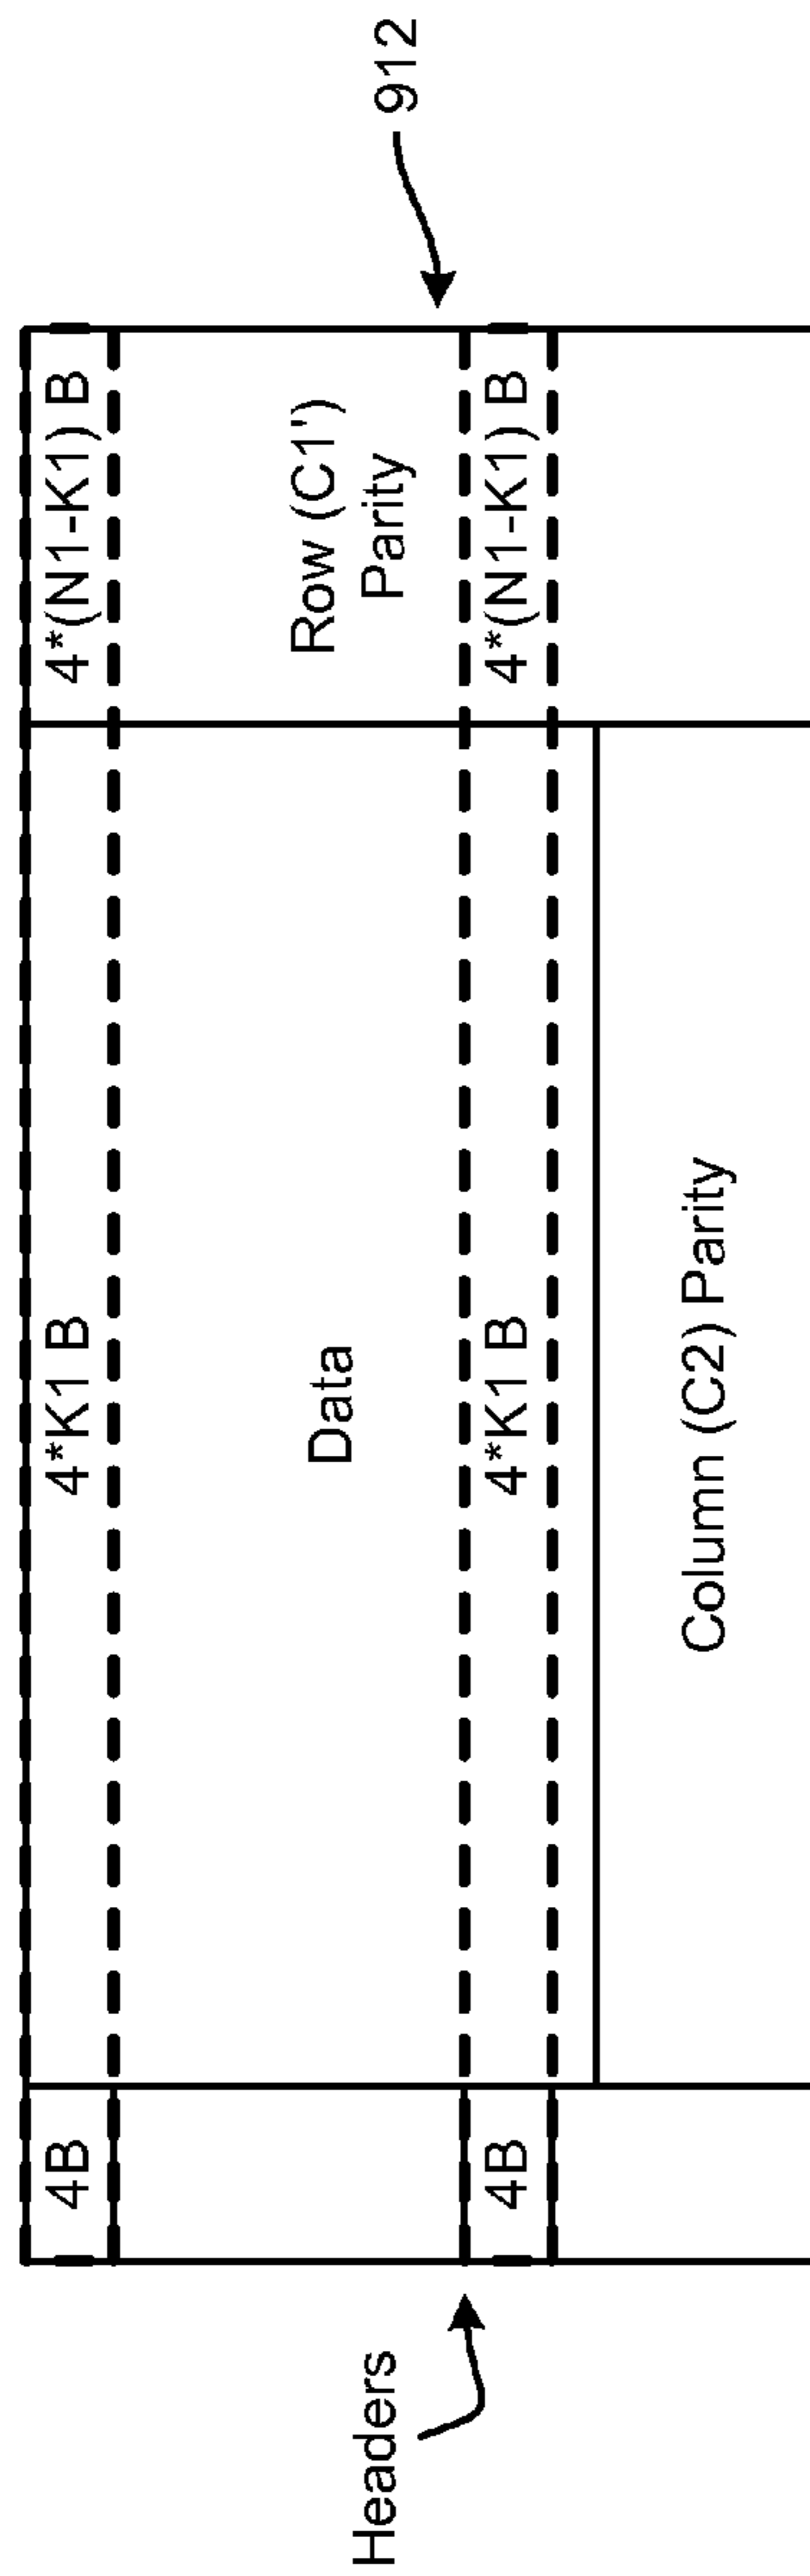 4B
4*K1 B
4*(N1-K1) B
Headers
Data
Row (C1')
Parity
912
4B
4*K1 B
4*(N1-K1) B
Column (C2) Parity